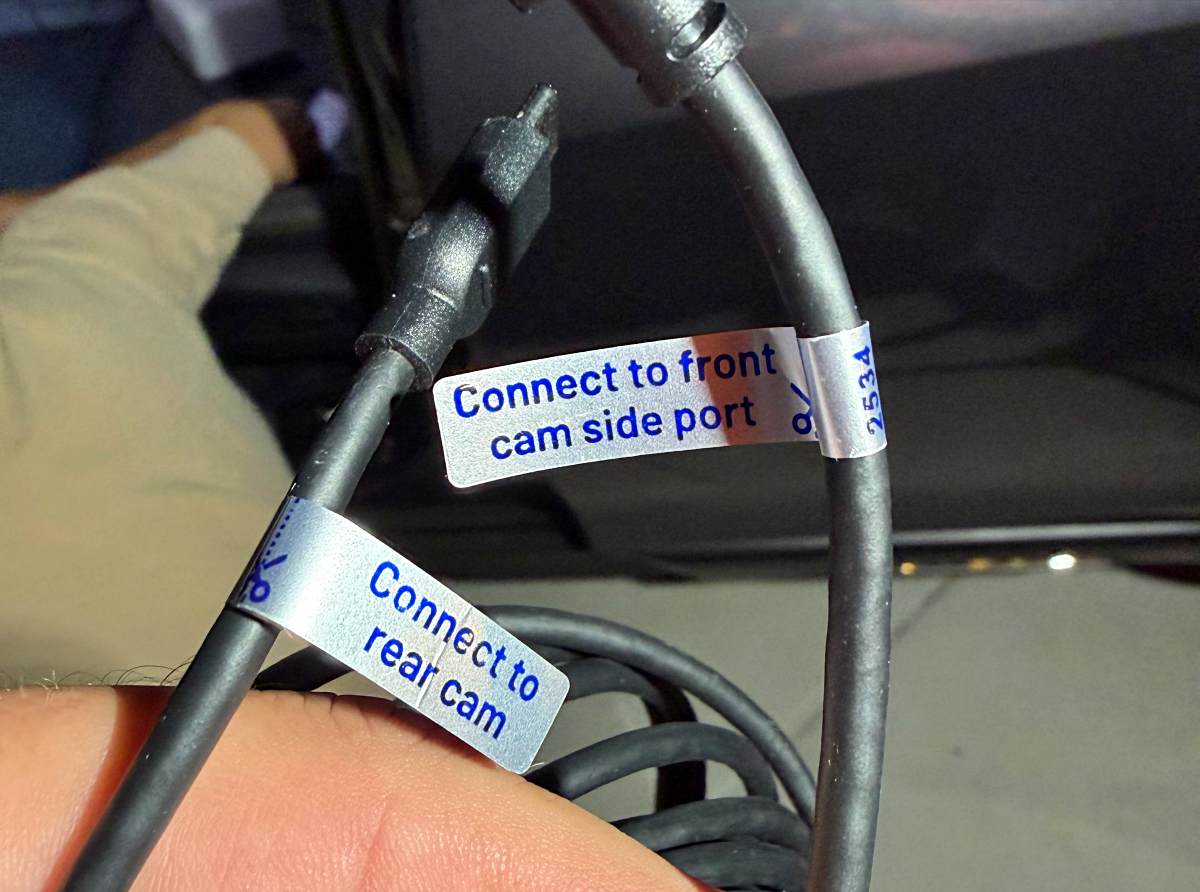 Connect to front
cam side port
2534
Connect to
rear cam